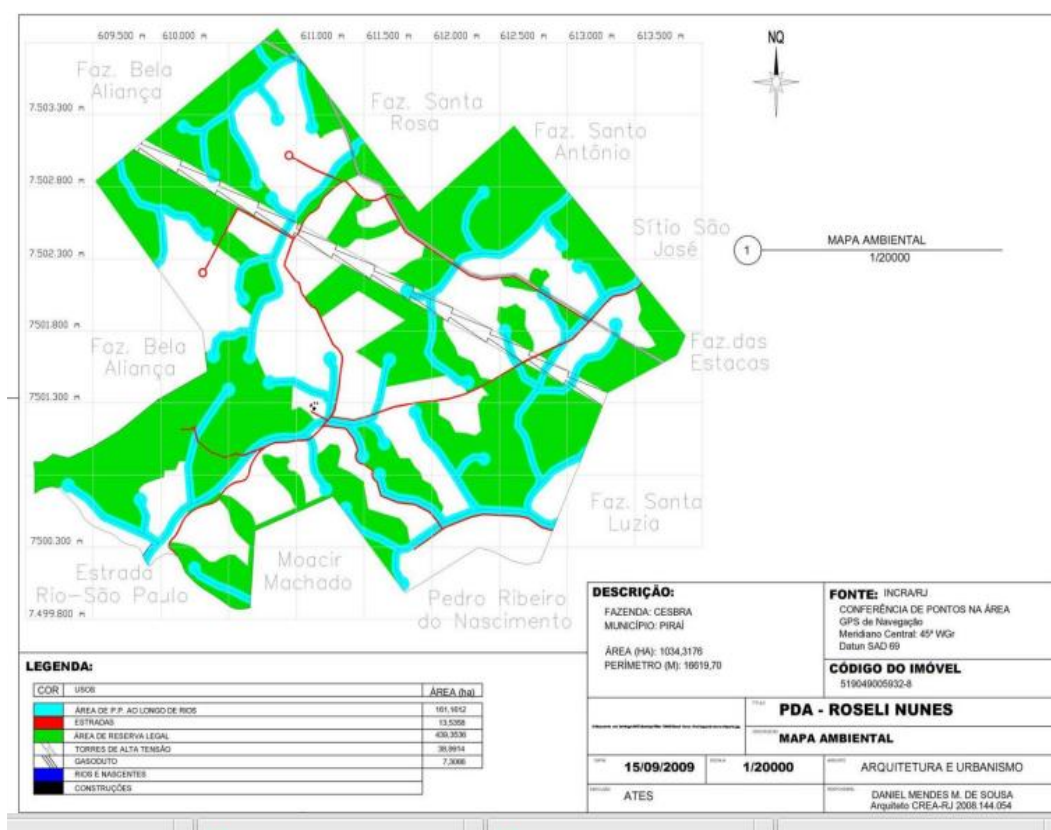 609.500 m 610.000 m 611.000 m 611.500 m 612.000 m 612.500 m 613.000 m 613.500 m
NQ
Faz. Bela
Aliança
7.503.300 m
Faz. Santa
Rosa
Faz. Santo
Antônio
7.502.800 m
Sítio São
José
1
MAPA AMBIENTAL
1/20000
7.502.300 m
7501.800 m
Faz. Bela
Aliança
Faz.das
Estacas
7501.300 m
Faz. Santa
Luzia
7500.300 m
Estrada
Rio-São Paulo
Moacir
Machado
Pedro Ribeiro
do Nascimento
7.499.800 m
DESCRIÇÃO:
FAZENDA: CESBRA
MUNICÍPIO: PIRAÍ
ÁREA (HA): 1034,3176
PERÍMETRO (M): 16619,70
FONTE: INCRA/RJ
CONFERÊNCIA DE PONTOS NA ÁREA
GPS de Navegação
Meridiano Central: 45º WGr
Datun SAD 69
CÓDIGO DO IMÓVEL
519049005932-8
PDA - ROSELI NUNES
MAPA AMBIENTAL
15/09/2009
1/20000
ARQUITETURA E URBANISMO
ATES
DANIEL MENDES M. DE SOUSA
Arquiteto CREA-RJ 2008.144.054
LEGENDA:
COR USOS ÁREA (ha)
ÁREA DE P.P. AO LONGO DE RIOS 161,1612
ESTRADAS 13,5358
ÁREA DE RESERVA LEGAL 439,3536
TORRES DE ALTA TENSÃO 38,9914
GASODUTO 7,3066
RIOS E NASCENTES
CONSTRUÇÕES